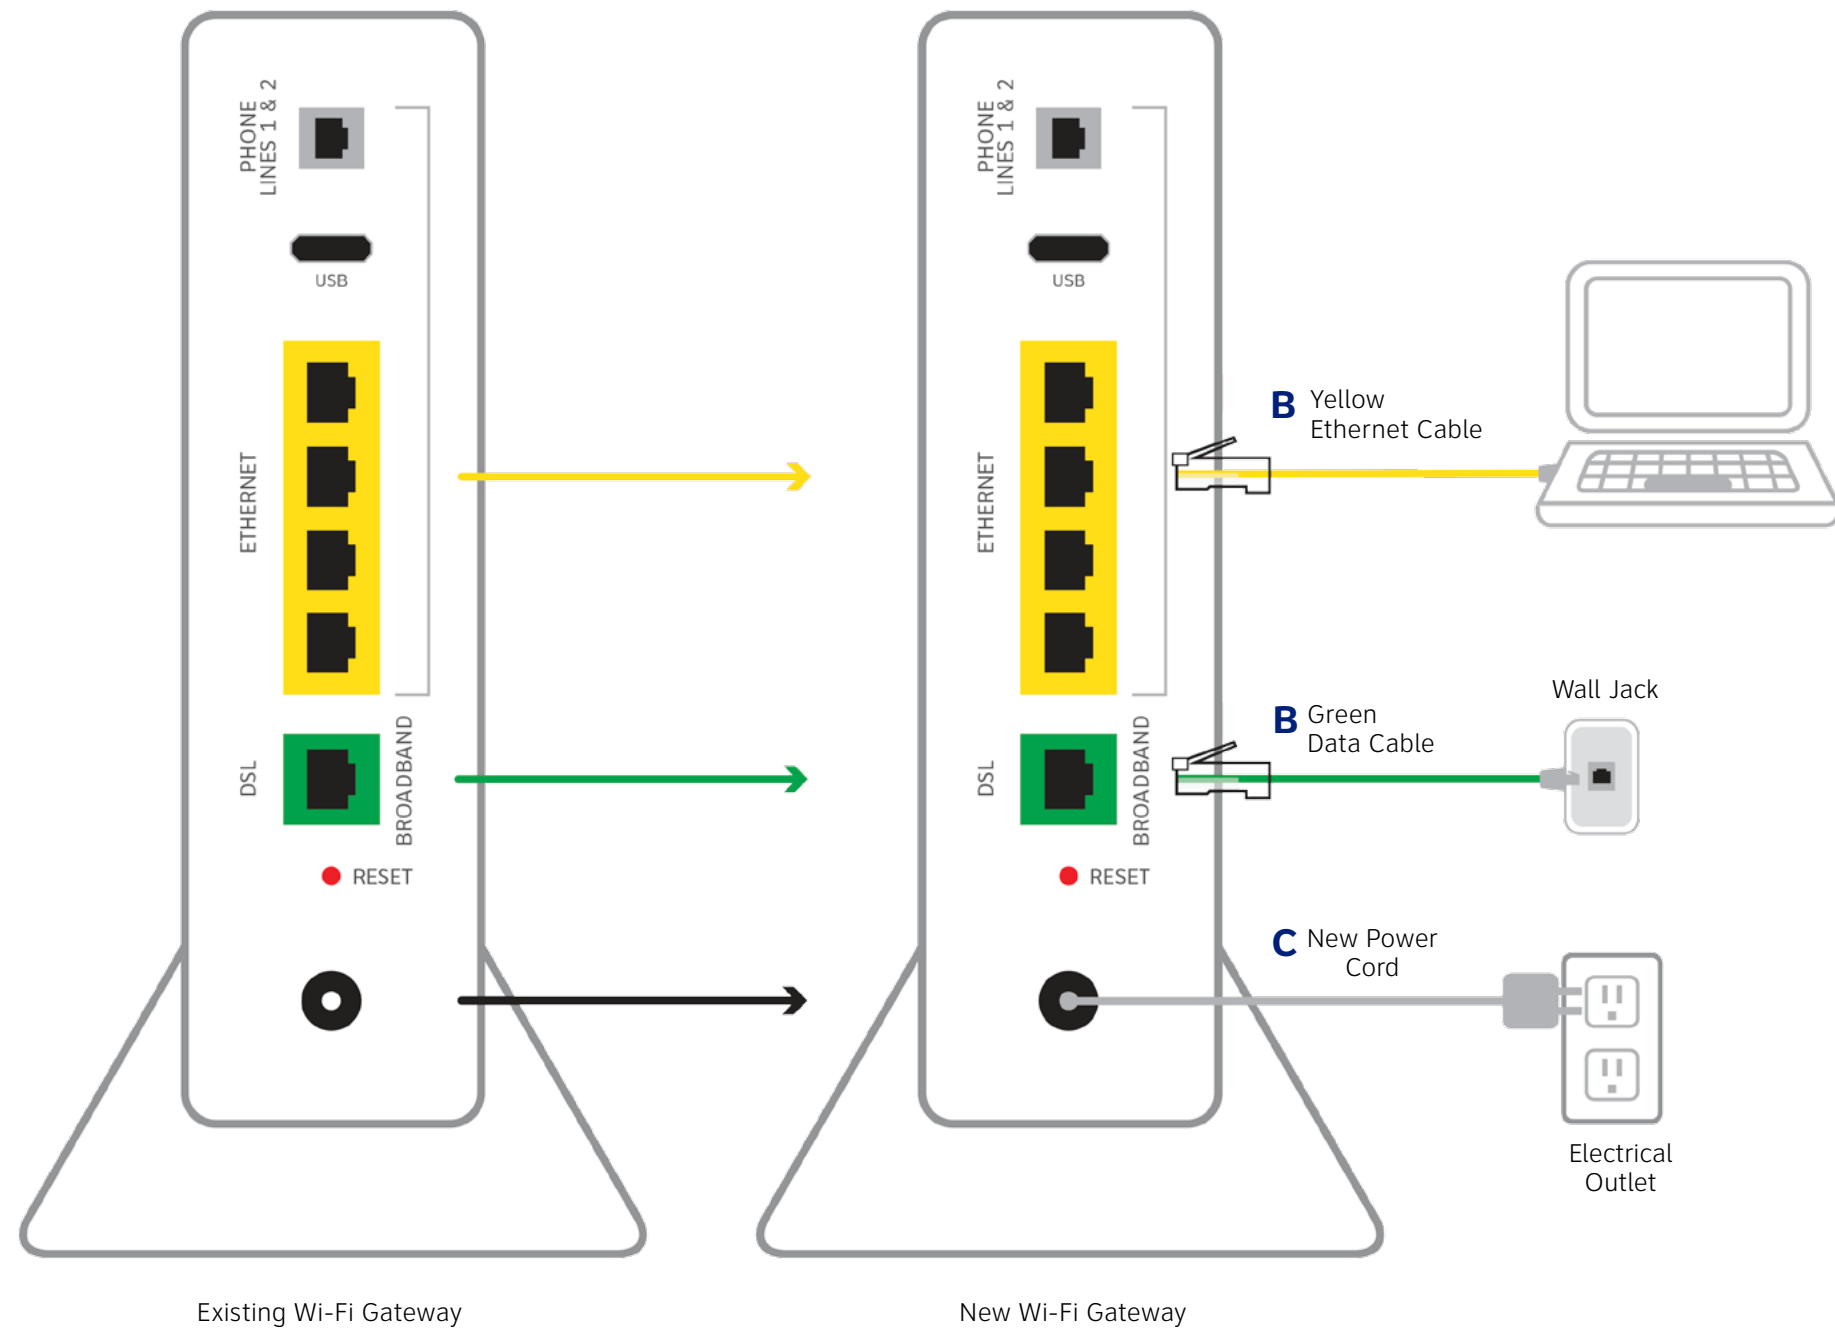 PHONE
LINES 1 & 2
USB
ETHERNET
DSL
BROADBAND
RESET
Existing Wi-Fi Gateway
PHONE
LINES 1 & 2
USB
ETHERNET
DSL
BROADBAND
RESET
New Wi-Fi Gateway
B Yellow
Ethernet Cable
Wall Jack
B Green
Data Cable
C New Power
Cord
Electrical
Outlet